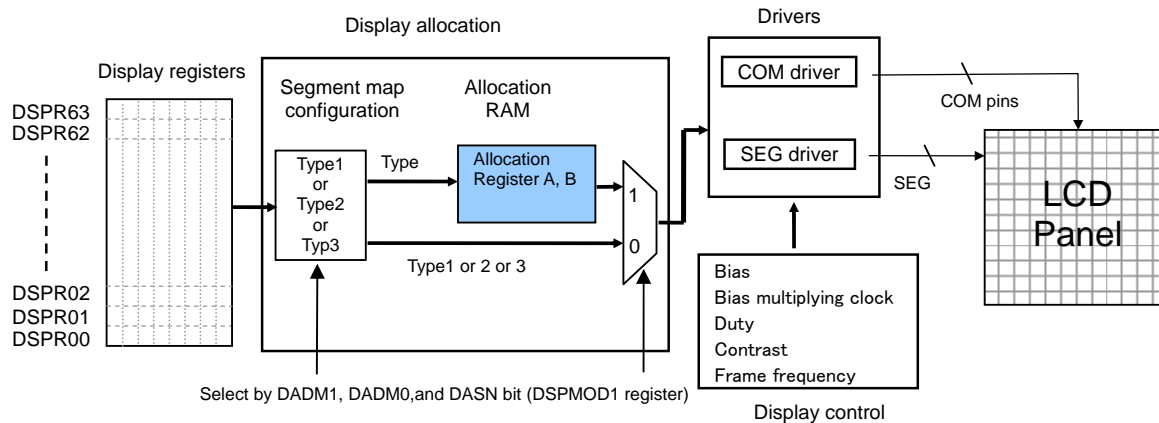 Display allocation
Drivers
Display registers
DSPR63
DSPR62
DSPR02
DSPR01
DSPR00
Segment map
configuration
Type1
or
Type2
or
Typ3
Type
Type1 or 2 or 3
Allocation
RAM
Allocation
Register A, B
1
0
Select by DADM1, DADM0,and DASN bit (DSPMOD1 register)
COM driver
SEG driver
COM pins
SEG
LCD
Panel
Bias
Bias multiplying clock
Duty
Contrast
Frame frequency
Display control